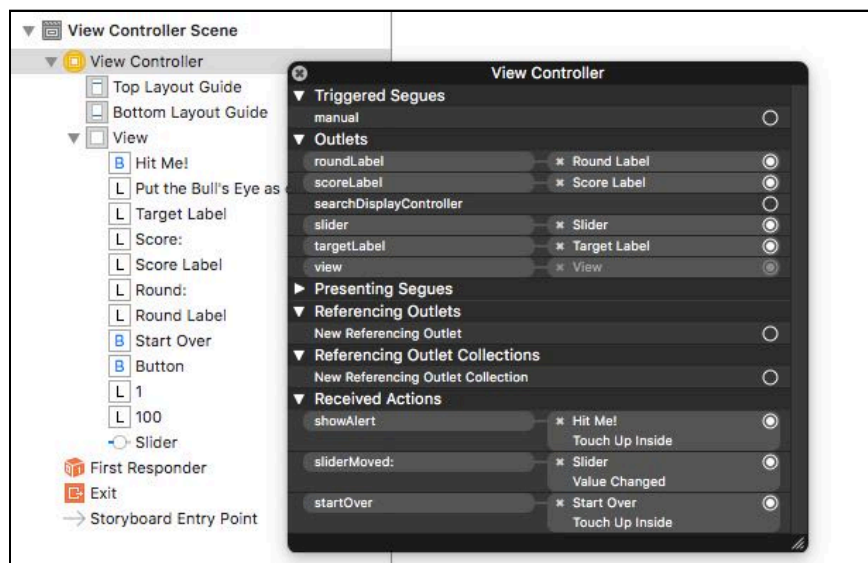 View Controller Scene
View Controller
Top Layout Guide
Bottom Layout Guide
View
B Hit Me!
L Put the Bull's Eye as
L Target Label
L Score:
L Score Label
L Round:
L Round Label
B Start Over
B Button
L 1
L 100
Slider
First Responder
Exit
Storyboard Entry Point
View Controller
Triggered Segues
manual
Outlets
roundLabel Round Label
scoreLabel Score Label
searchDisplayController
slider Slider
targetLabel Target Label
view View
Presenting Segues
Referencing Outlets
New Referencing Outlet
Referencing Outlet Collections
New Referencing Outlet Collection
Received Actions
showAlert Hit Me!
Touch Up Inside
sliderMoved: Slider
Value Changed
startOver Start Over
Touch Up Inside